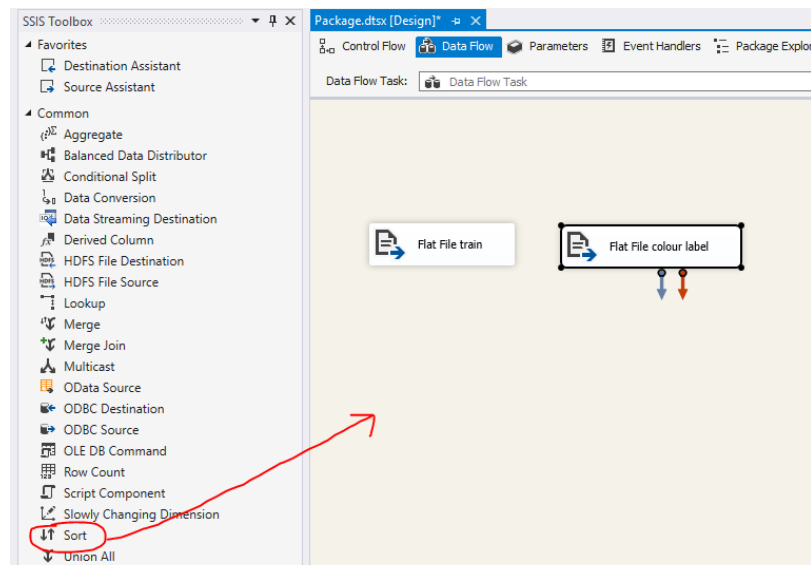 SSIS Toolbox
Package.dtsx [Design]*
Favorites
Destination Assistant
Source Assistant
Common
Aggregate
Balanced Data Distributor
Conditional Split
Data Conversion
Data Streaming Destination
Derived Column
HDFS File Destination
HDFS File Source
Lookup
Merge
Merge Join
Multicast
OData Source
ODBC Destination
ODBC Source
OLE DB Command
Row Count
Script Component
Slowly Changing Dimension
Sort
Union All
Control Flow
Data Flow
Parameters
Event Handlers
Package Explor
Data Flow Task:
Data Flow Task
Flat File train
Flat File colour label